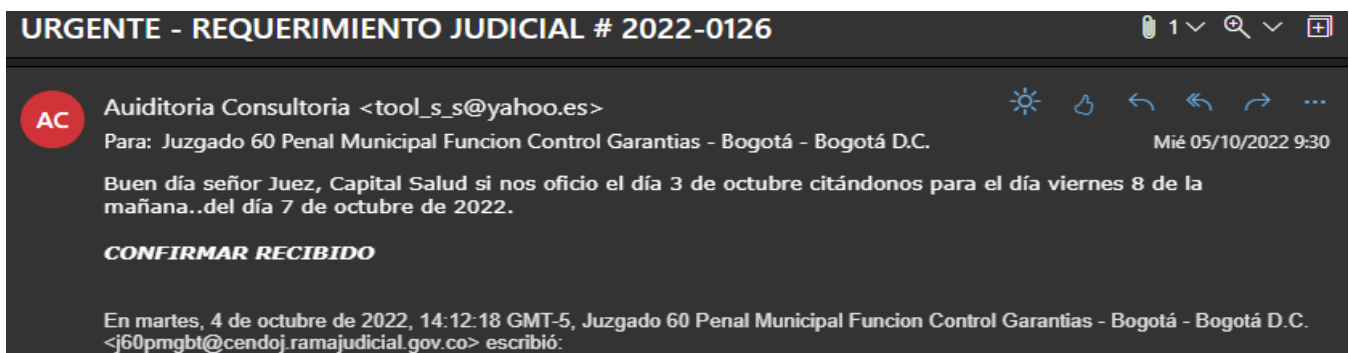 URGENTE - REQUERIMIENTO JUDICIAL # 2022-0126
1
AC
Auiditoria Consultoria <tool_s_s@yahoo.es>
Para: Juzgado 60 Penal Municipal Funcion Control Garantias - Bogotá - Bogotá D.C.
Mié 05/10/2022 9:30
Buen día señor Juez, Capital Salud si nos oficio el día 3 de octubre citándonos para el día viernes 8 de la
mañana..del día 7 de octubre de 2022.
CONFIRMAR RECIBIDO
En martes, 4 de octubre de 2022, 14:12:18 GMT-5, Juzgado 60 Penal Municipal Funcion Control Garantias - Bogotá - Bogotá D.C.
<j60pmgbt@cendoj.ramajudicial.gov.co> escribió: